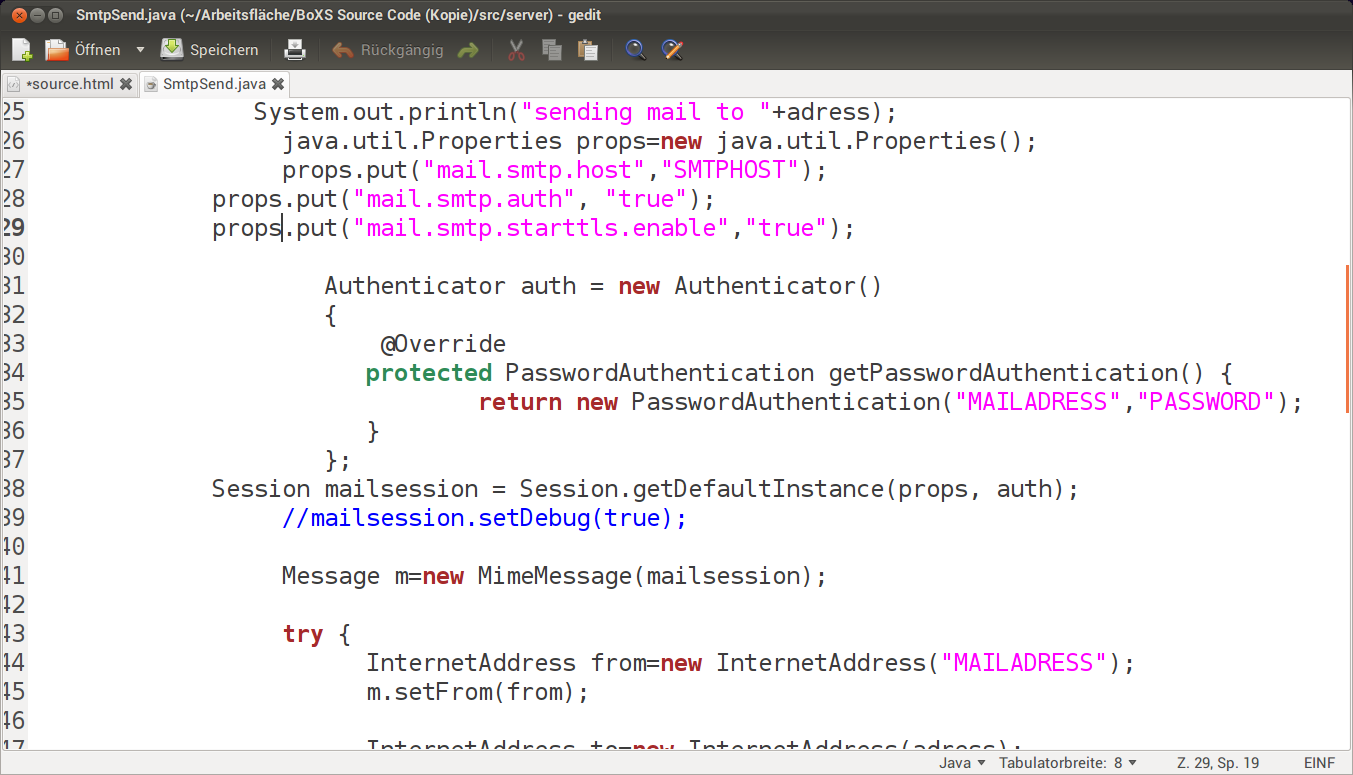 SmtpSend.java (~/Arbeitsfläche/BoXS Source Code (Kopie)/src/server) - gedit
Öffnen Speichern Rückgängig
*source.html SmtpSend.java
25 System.out.println("sending mail to "+adress);
26 java.util.Properties props=new java.util.Properties();
27 props.put("mail.smtp.host","SMTPHOST");
28 props.put("mail.smtp.auth", "true");
29 props.put("mail.smtp.starttls.enable","true");
30
31 Authenticator auth = new Authenticator()
32 {
33 @Override
34 protected PasswordAuthentication getPasswordAuthentication() {
35 return new PasswordAuthentication("MAILADRESS","PASSWORD");
36 }
37 };
38 Session mailsession = Session.getDefaultInstance(props, auth);
39 //mailsession.setDebug(true);
40
41 Message m=new MimeMessage(mailsession);
42
43 try {
44 InternetAddress from=new InternetAddress("MAILADRESS");
45 m.setFrom(from);
46
47 InternetAddress to=new InternetAddress(adress);
Java Tabulatorbreite: 8 Z. 29, Sp. 19 EINF